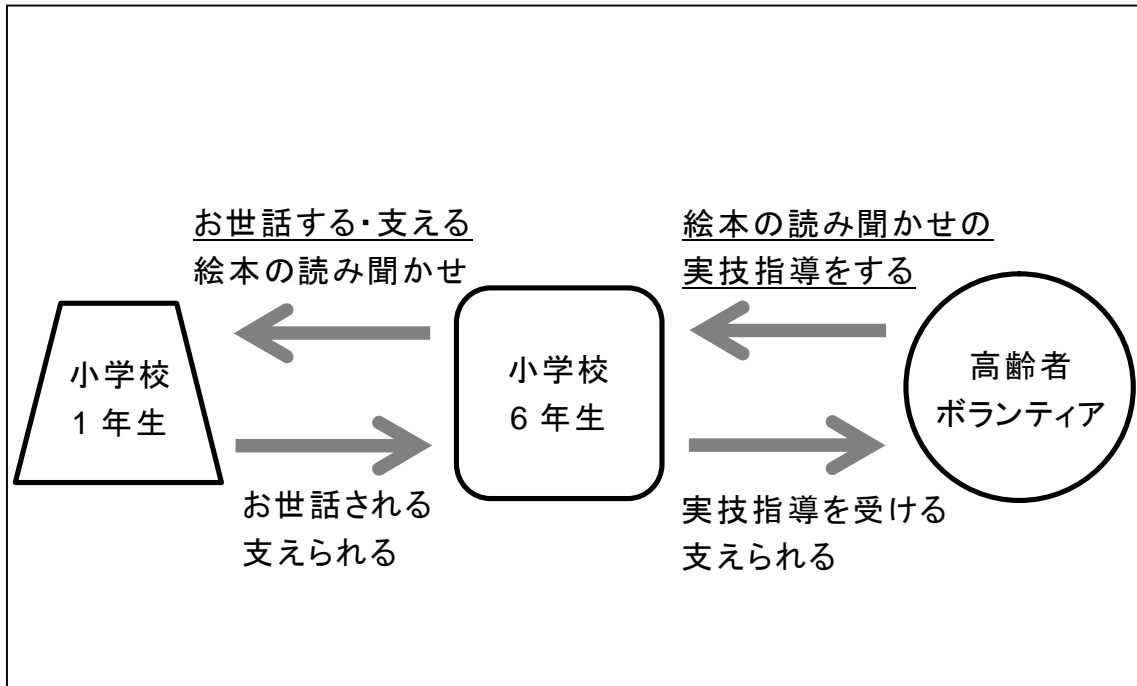 お世話する・支える
絵本の読み聞かせ
絵本の読み聞かせの
実技指導をする
小学校
1年生
小学校
6年生
高齢者
ボランティア
お世話される
支えられる
実技指導を受ける
支えられる